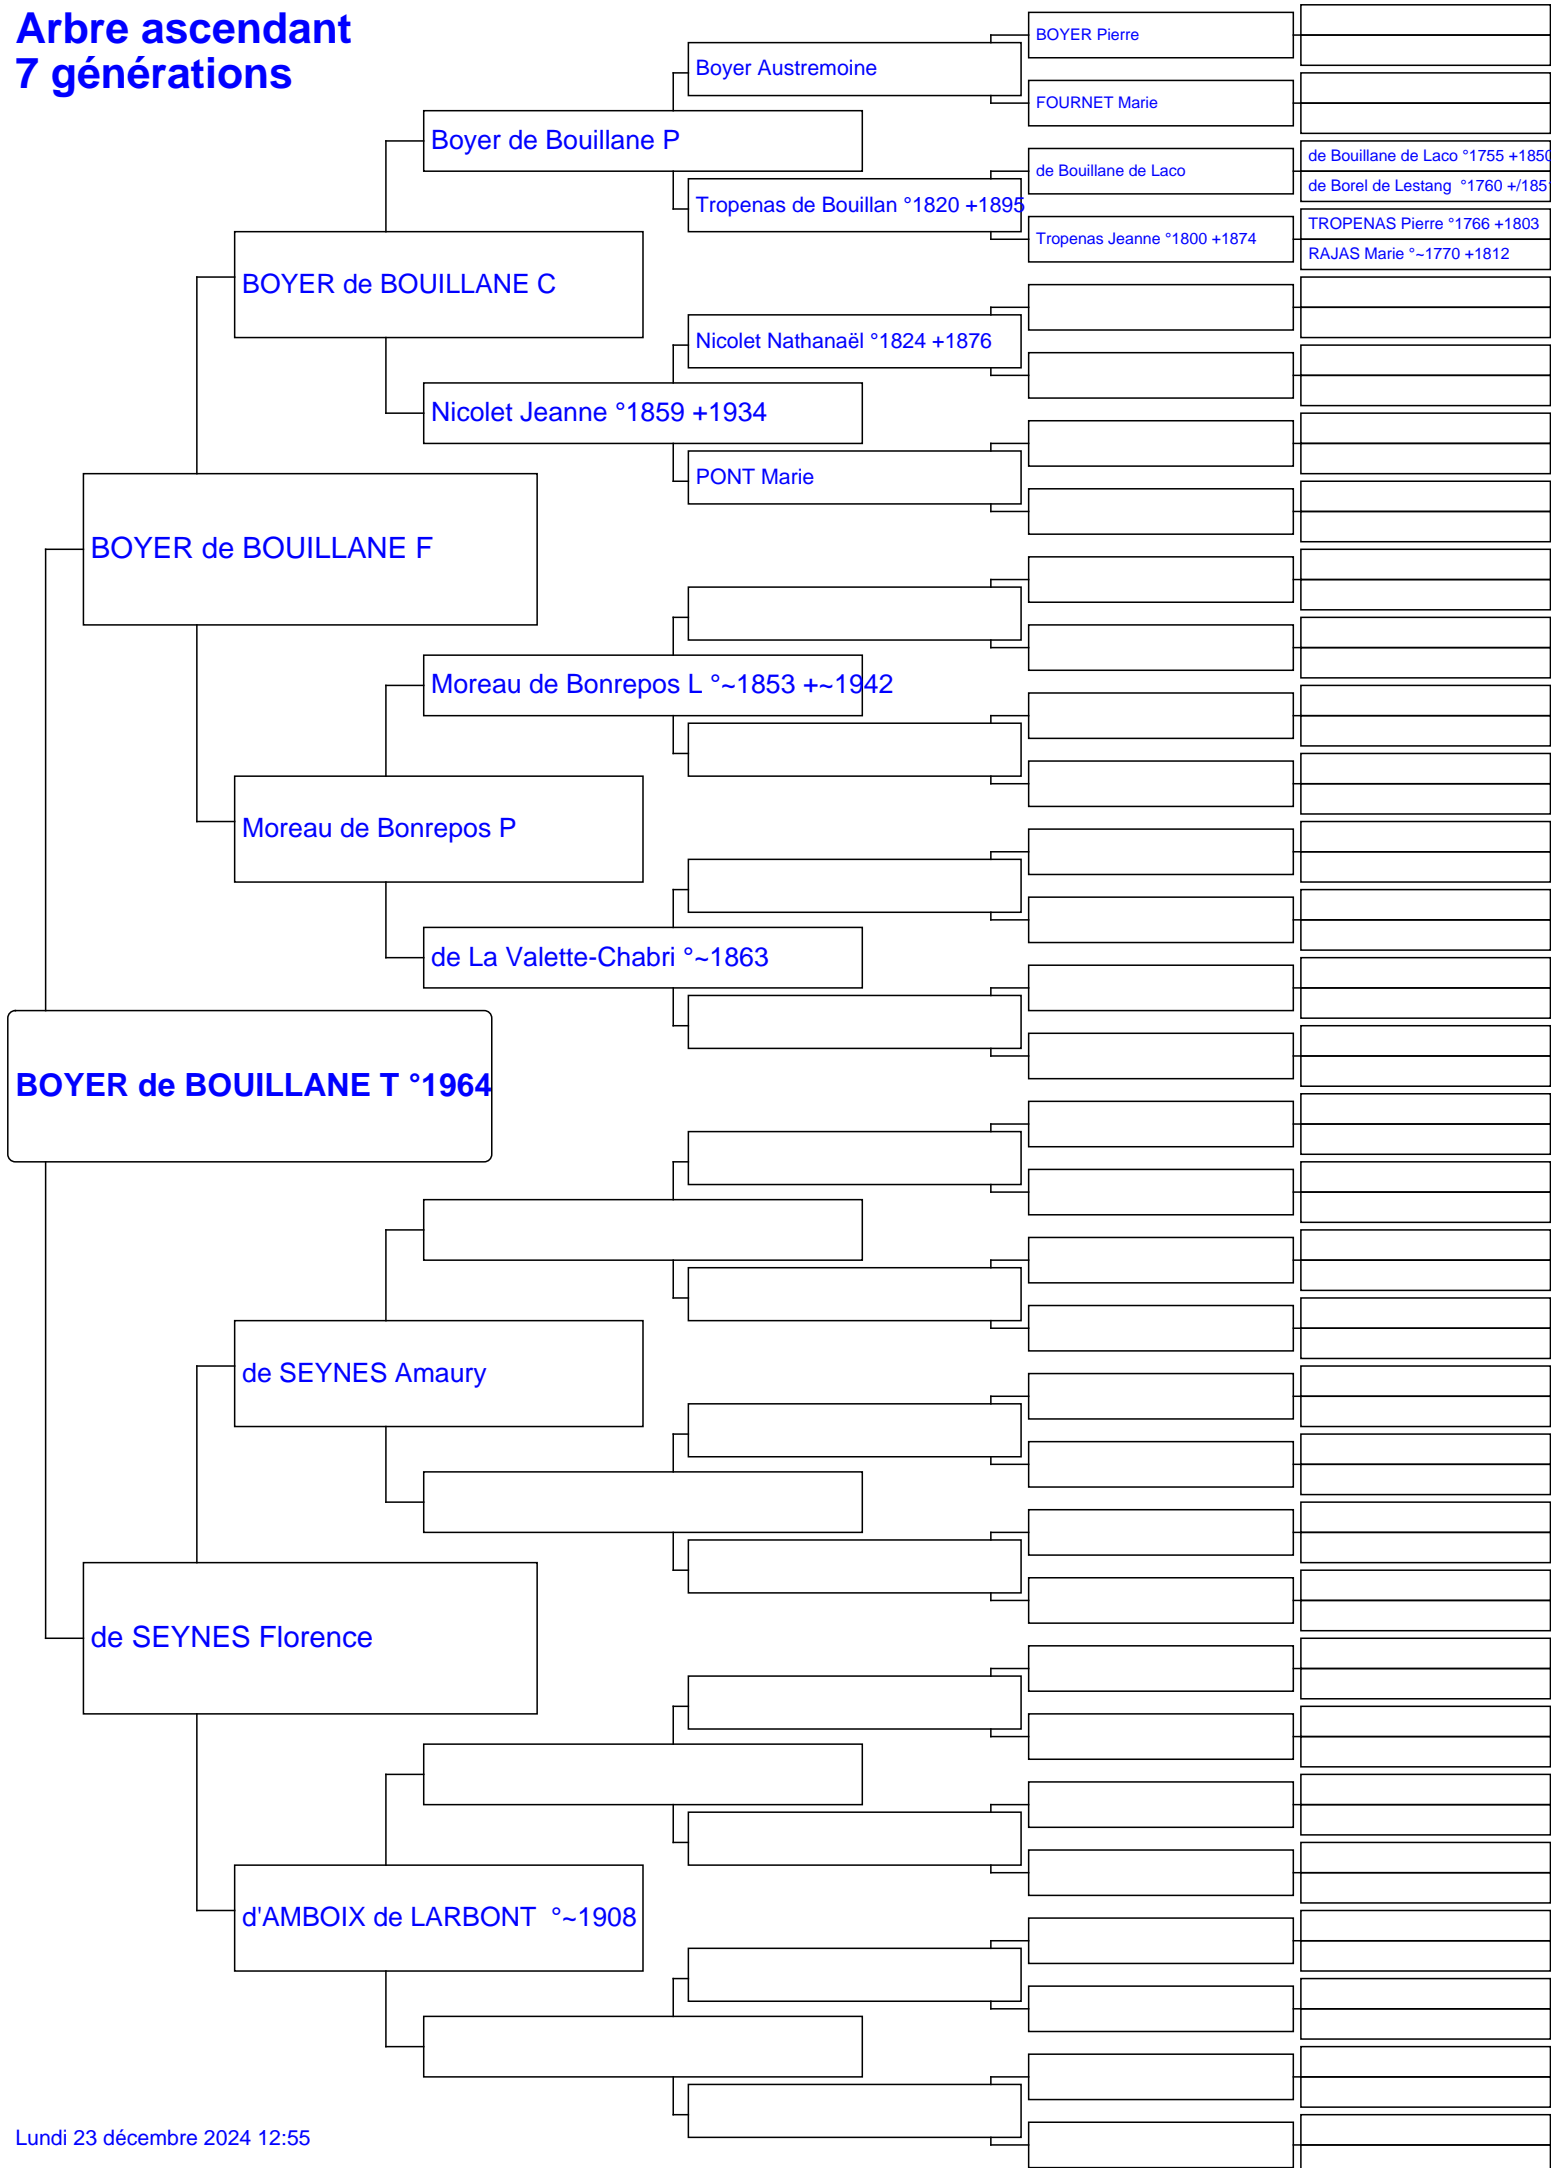 Arbre ascendant
7 générations
BOYER Pierre
Boyer Austremoine
FOURNET Marie
Boyer de Bouillane P
de Bouillane de Laco °1755 +1850
de Bouillane de Laco
de Borel de Lestang °1760 +/185
Tropenas de Bouillan °1820 +1895
TROPENAS Pierre °1766 +1803
Tropenas Jeanne °1800 +1874
RAJAS Marie °~1770 +1812
BOYER de BOUILLANE C
Nicolet Nathanaël °1824 +1876
Nicolet Jeanne °1859 +1934
PONT Marie
BOYER de BOUILLANE F
Moreau de Bonrepos L °~1853 +~1942
Moreau de Bonrepos P
de La Valette-Chabri °~1863
BOYER de BOUILLANE T °1964
de SEYNES Amaury
de SEYNES Florence
d'AMBOIX de LARBONT °~1908
Lundi 23 décembre 2024 12:55